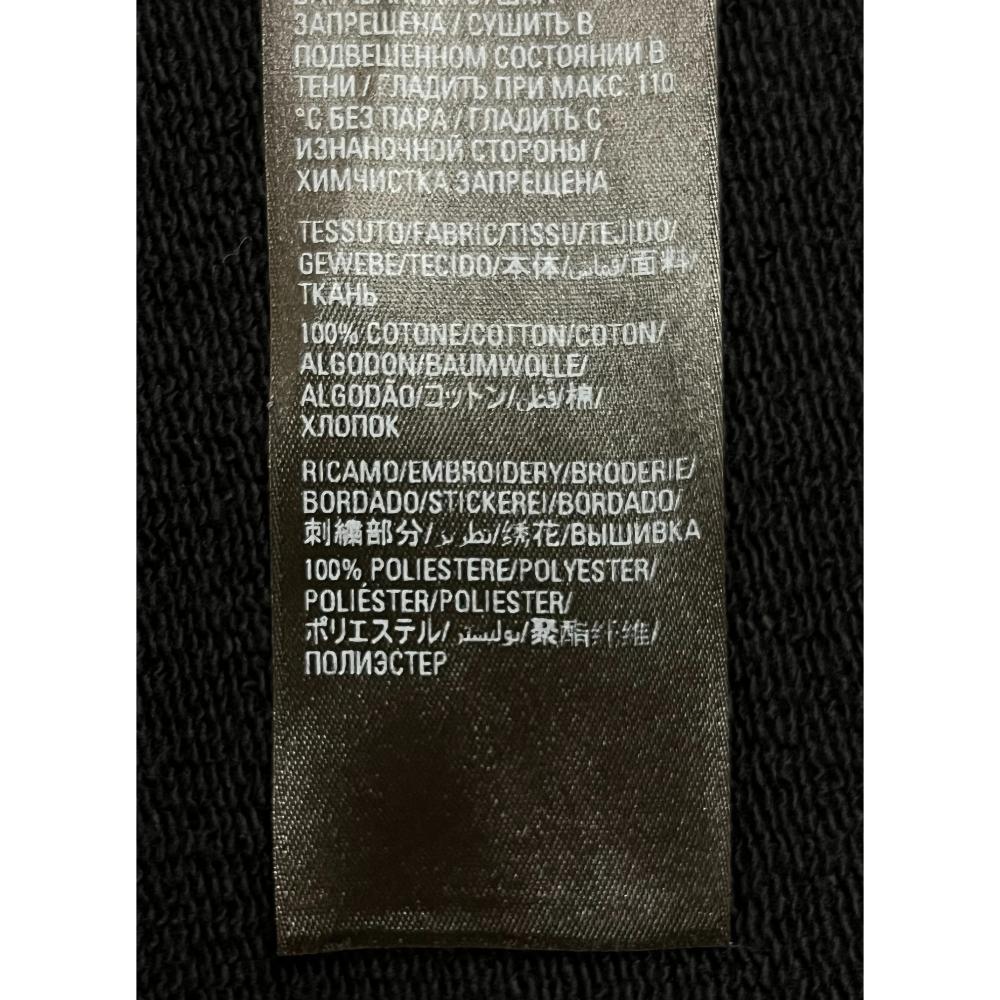 ЗАПРЕЩЕНА / СУШИТЬ В
ПОДВЕШЕННОМ СОСТОЯНИИ В
ТЕНИ / ГЛАДИТЬ ПРИ МАКС. 110
°C БЕЗ ПАРА / ГЛАДИТЬ С
ИЗНАНОЧНОЙ СТОРОНЫ /
ХИМЧИСТКА ЗАПРЕЩЕНА
TESSUTO/FABRIC/TISSU/TEJIDO/
GEWEBE/TECIDO/本体/قماش/面料/
ТКАНЬ
100% COTONE/COTTON/COTON/
ALGODON/BAUMWOLLE/
ALGODÃO/コットン/قطن/棉/
ХЛОПОК
RICAMO/EMBROIDERY/BRODERIE/
BORDADO/STICKEREI/BORDADO/
刺繍部分/تطريز/绣花/ВЫШИВКА
100% POLIESTERE/POLYESTER/
POLIÉSTER/POLIESTER/
ポリエステル/بوليستر/聚酯纤维/
ПОЛИЭСТЕР